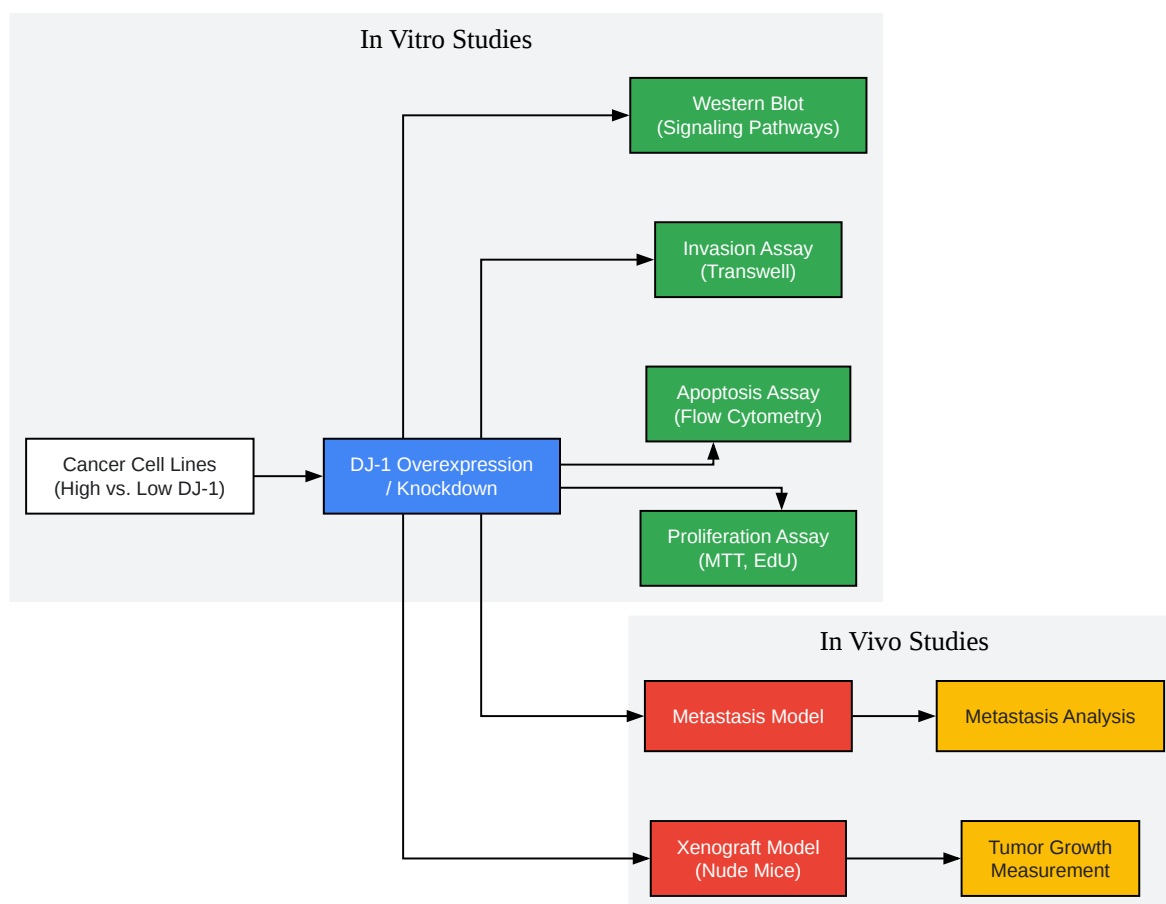 In Vitro Studies
Western Blot
(Signaling Pathways)
Invasion Assay
(Transwell)
Apoptosis Assay
(Flow Cytometry)
Cancer Cell Lines
(High vs. Low DJ-1)
DJ-1 Overexpression
/ Knockdown
Proliferation Assay
(MTT, EdU)
In Vivo Studies
Metastasis Model
Metastasis Analysis
Xenograft Model
(Nude Mice)
Tumor Growth
Measurement